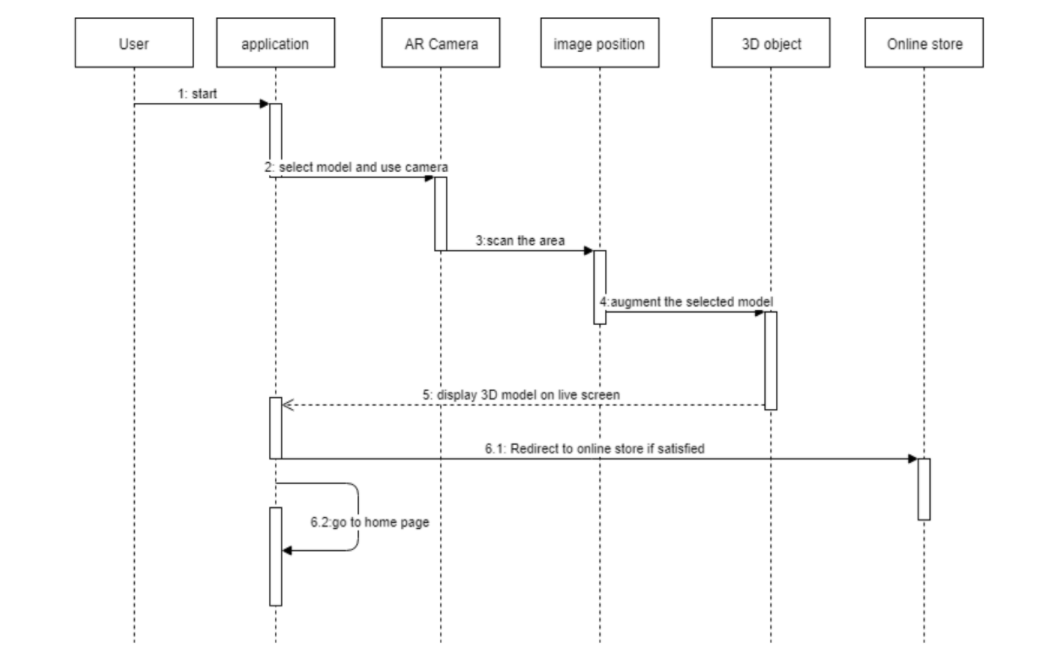 User
application
AR Camera
image position
3D object
Online store
1: start
2: select model and use camera
3:scan the area
4:augment the selected model
5: display 3D model on live screen
6.1: Redirect to online store if satisfied
6.2:go to home page